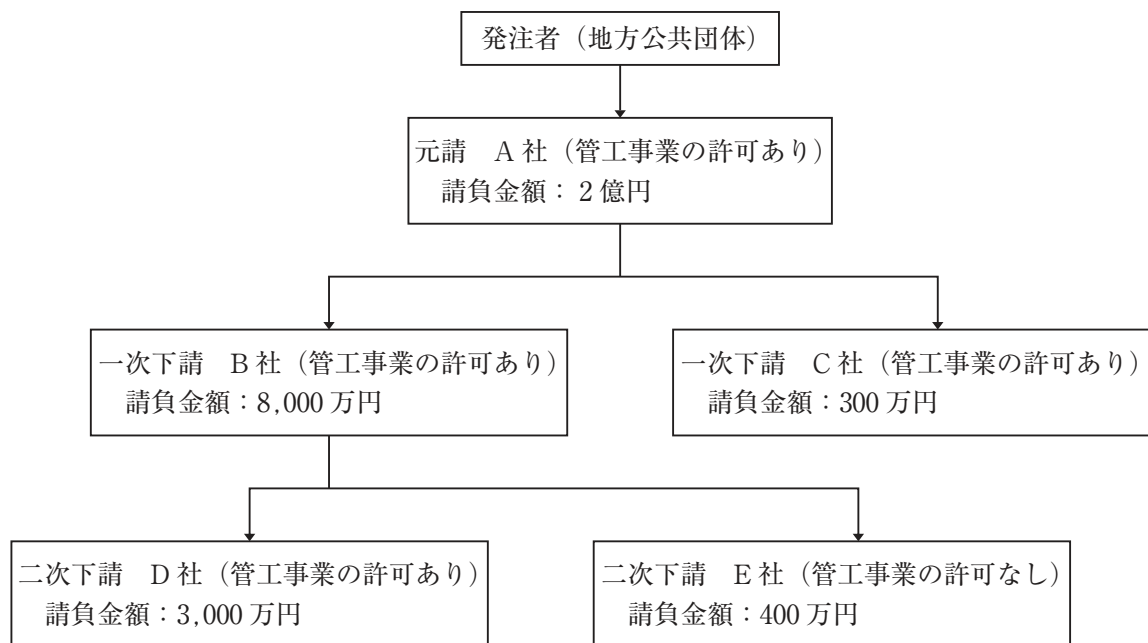 発注者（地方公共団体）
元請　A 社（管工事業の許可あり）
請負金額： 2 億円
一次下請　B 社（管工事業の許可あり）
請負金額：8,000 万円
一次下請　C 社（管工事業の許可あり）
請負金額：300 万円
二次下請　D 社（管工事業の許可あり）
請負金額：3,000 万円
二次下請　E 社（管工事業の許可なし）
請負金額：400 万円